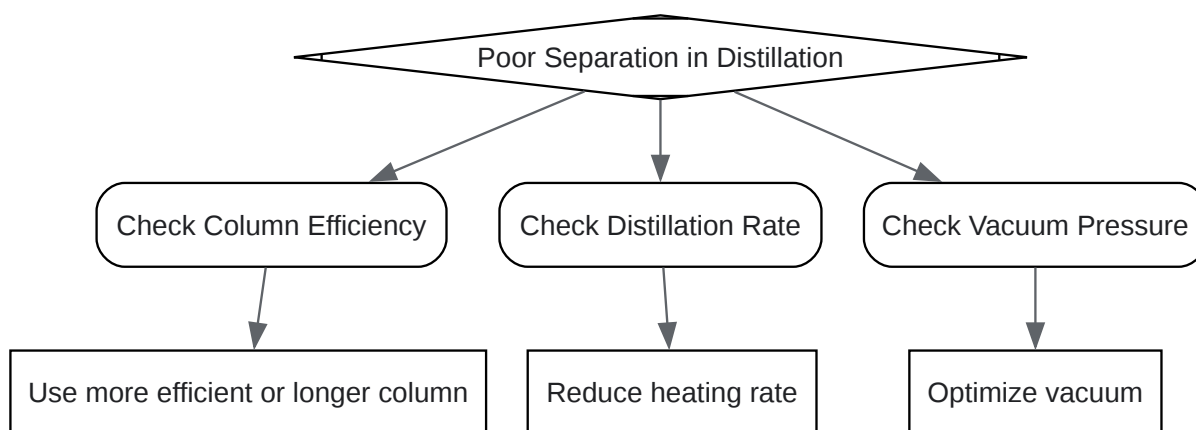 Poor Separation in Distillation
Check Column Efficiency
Check Distillation Rate
Check Vacuum Pressure
Use more efficient or longer column
Reduce heating rate
Optimize vacuum